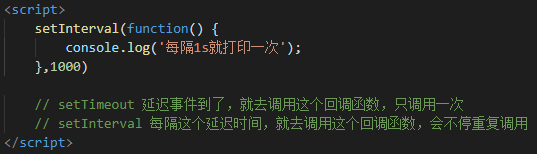 <script>
setInterval(function() {
console.log('每隔1s就打印一次');
},1000)
// setTimeout 延迟事件到了，就去调用这个回调函数，只调用一次
// setInterval 每隔这个延迟时间，就去调用这个回调函数，会不停重复调用
</script>